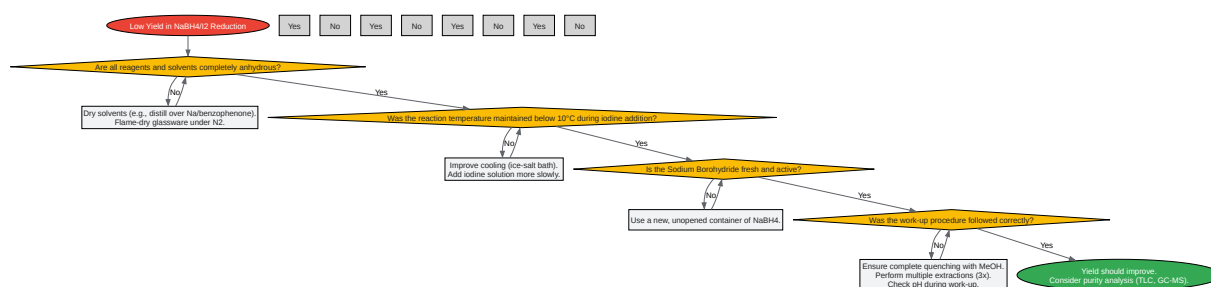 Low Yield in NaBH4/I2 Reduction
Yes
No
Yes
No
Yes
No
Yes
No
Are all reagents and solvents completely anhydrous?
No
Yes
Dry solvents (e.g., distill over Na/benzophenone).
Flame-dry glassware under N2.
Was the reaction temperature maintained below 10°C during iodine addition?
No
Yes
Improve cooling (ice-salt bath).
Add iodine solution more slowly.
Is the Sodium Borohydride fresh and active?
No
Yes
Use a new, unopened container of NaBH4.
Was the work-up procedure followed correctly?
No
Yes
Ensure complete quenching with MeOH.
Perform multiple extractions (3x).
Check pH during work-up.
Yield should improve.
Consider purity analysis (TLC, GC-MS).